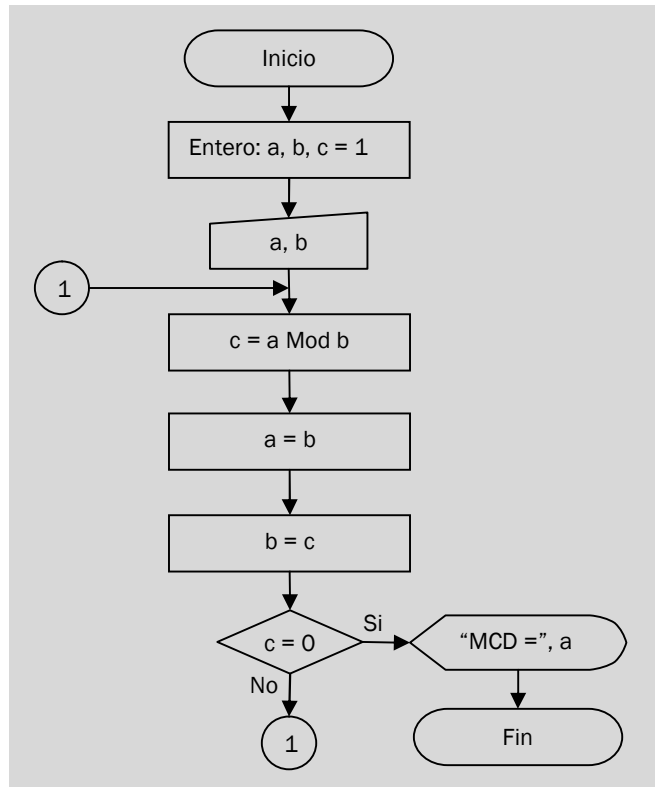 Inicio
Entero: a, b, c = 1
a, b
1
c = a Mod b
a = b
b = c
c = 0
Si
“MCD =”, a
No
1
Fin